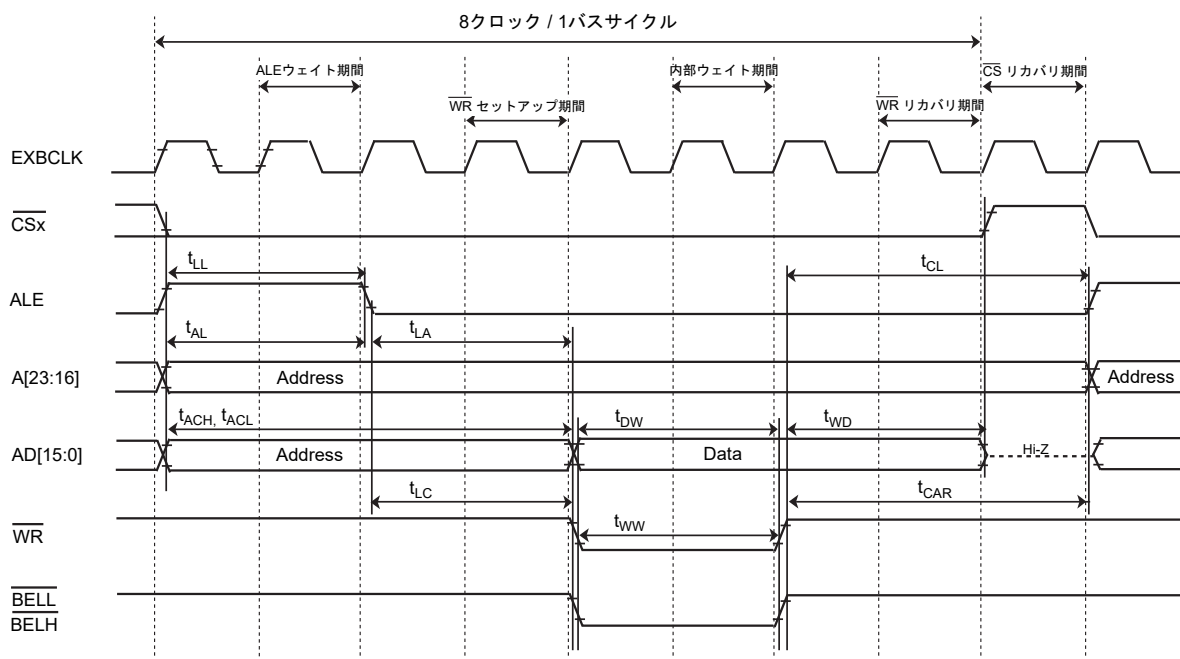 8クロック / 1バスサイクル
ALEウェイト期間
内部ウェイト期間
CS リカバリ期間
WR セットアップ期間
WR リカバリ期間
EXBCLK
CSx
tLL
tCL
ALE
tAL
tLA
A[23:16]
Address
Address
tACH, tACL
tDW
tWD
AD[15:0]
Address
Data
Hi-Z
tLC
tCAR
WR
tWW
BELL
BELH